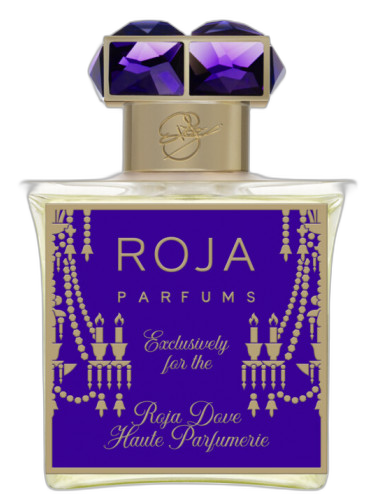 ROJA
PARFUMS
Exclusively
for the
Roja Dove
Haute Parfumerie